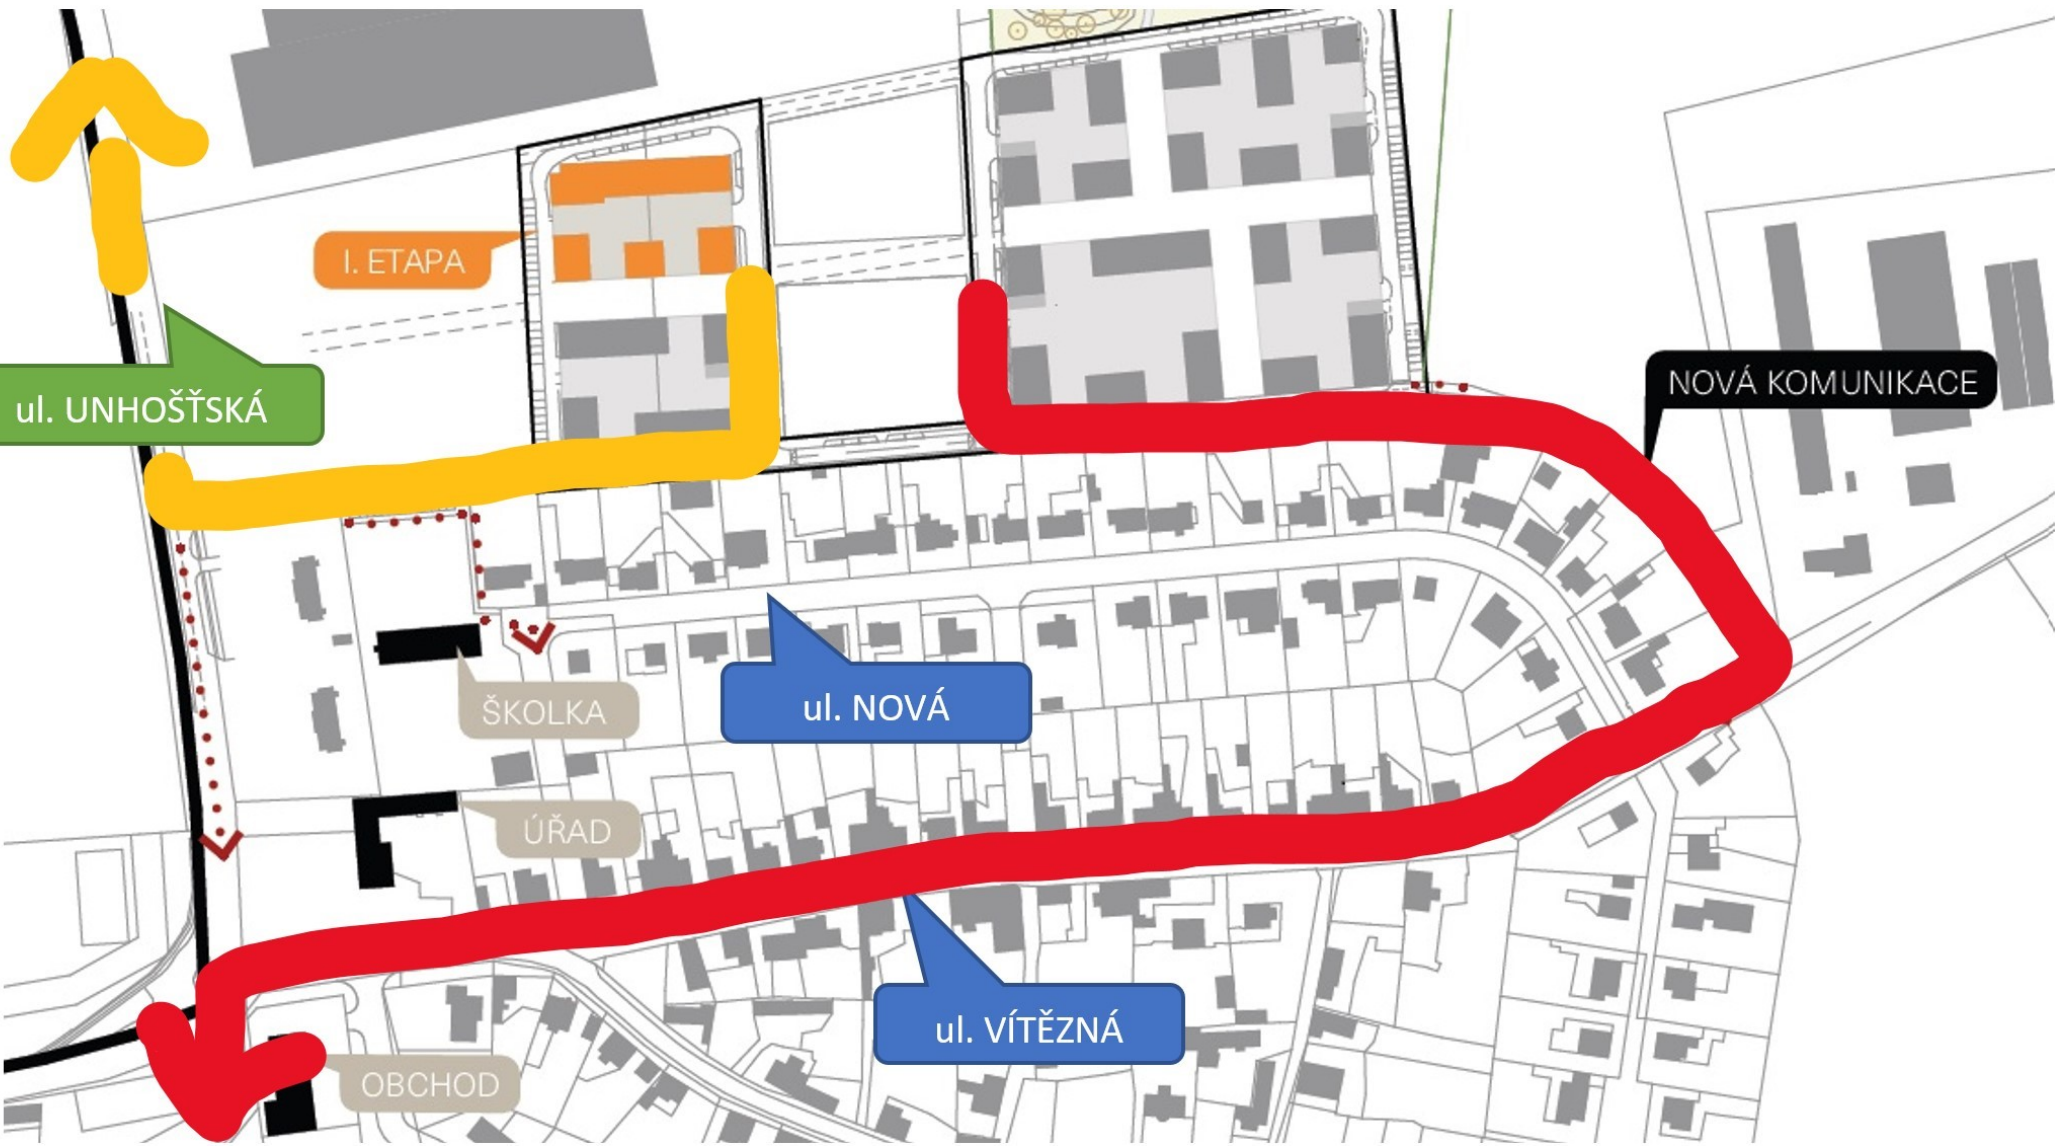 I. ETAPA
NOVÁ KOMUNIKACE
ul. UNHOŠŤSKÁ
ul. NOVÁ
ŠKOLKA
ÚŘAD
ul. VÍTĚZNÁ
OBCHOD